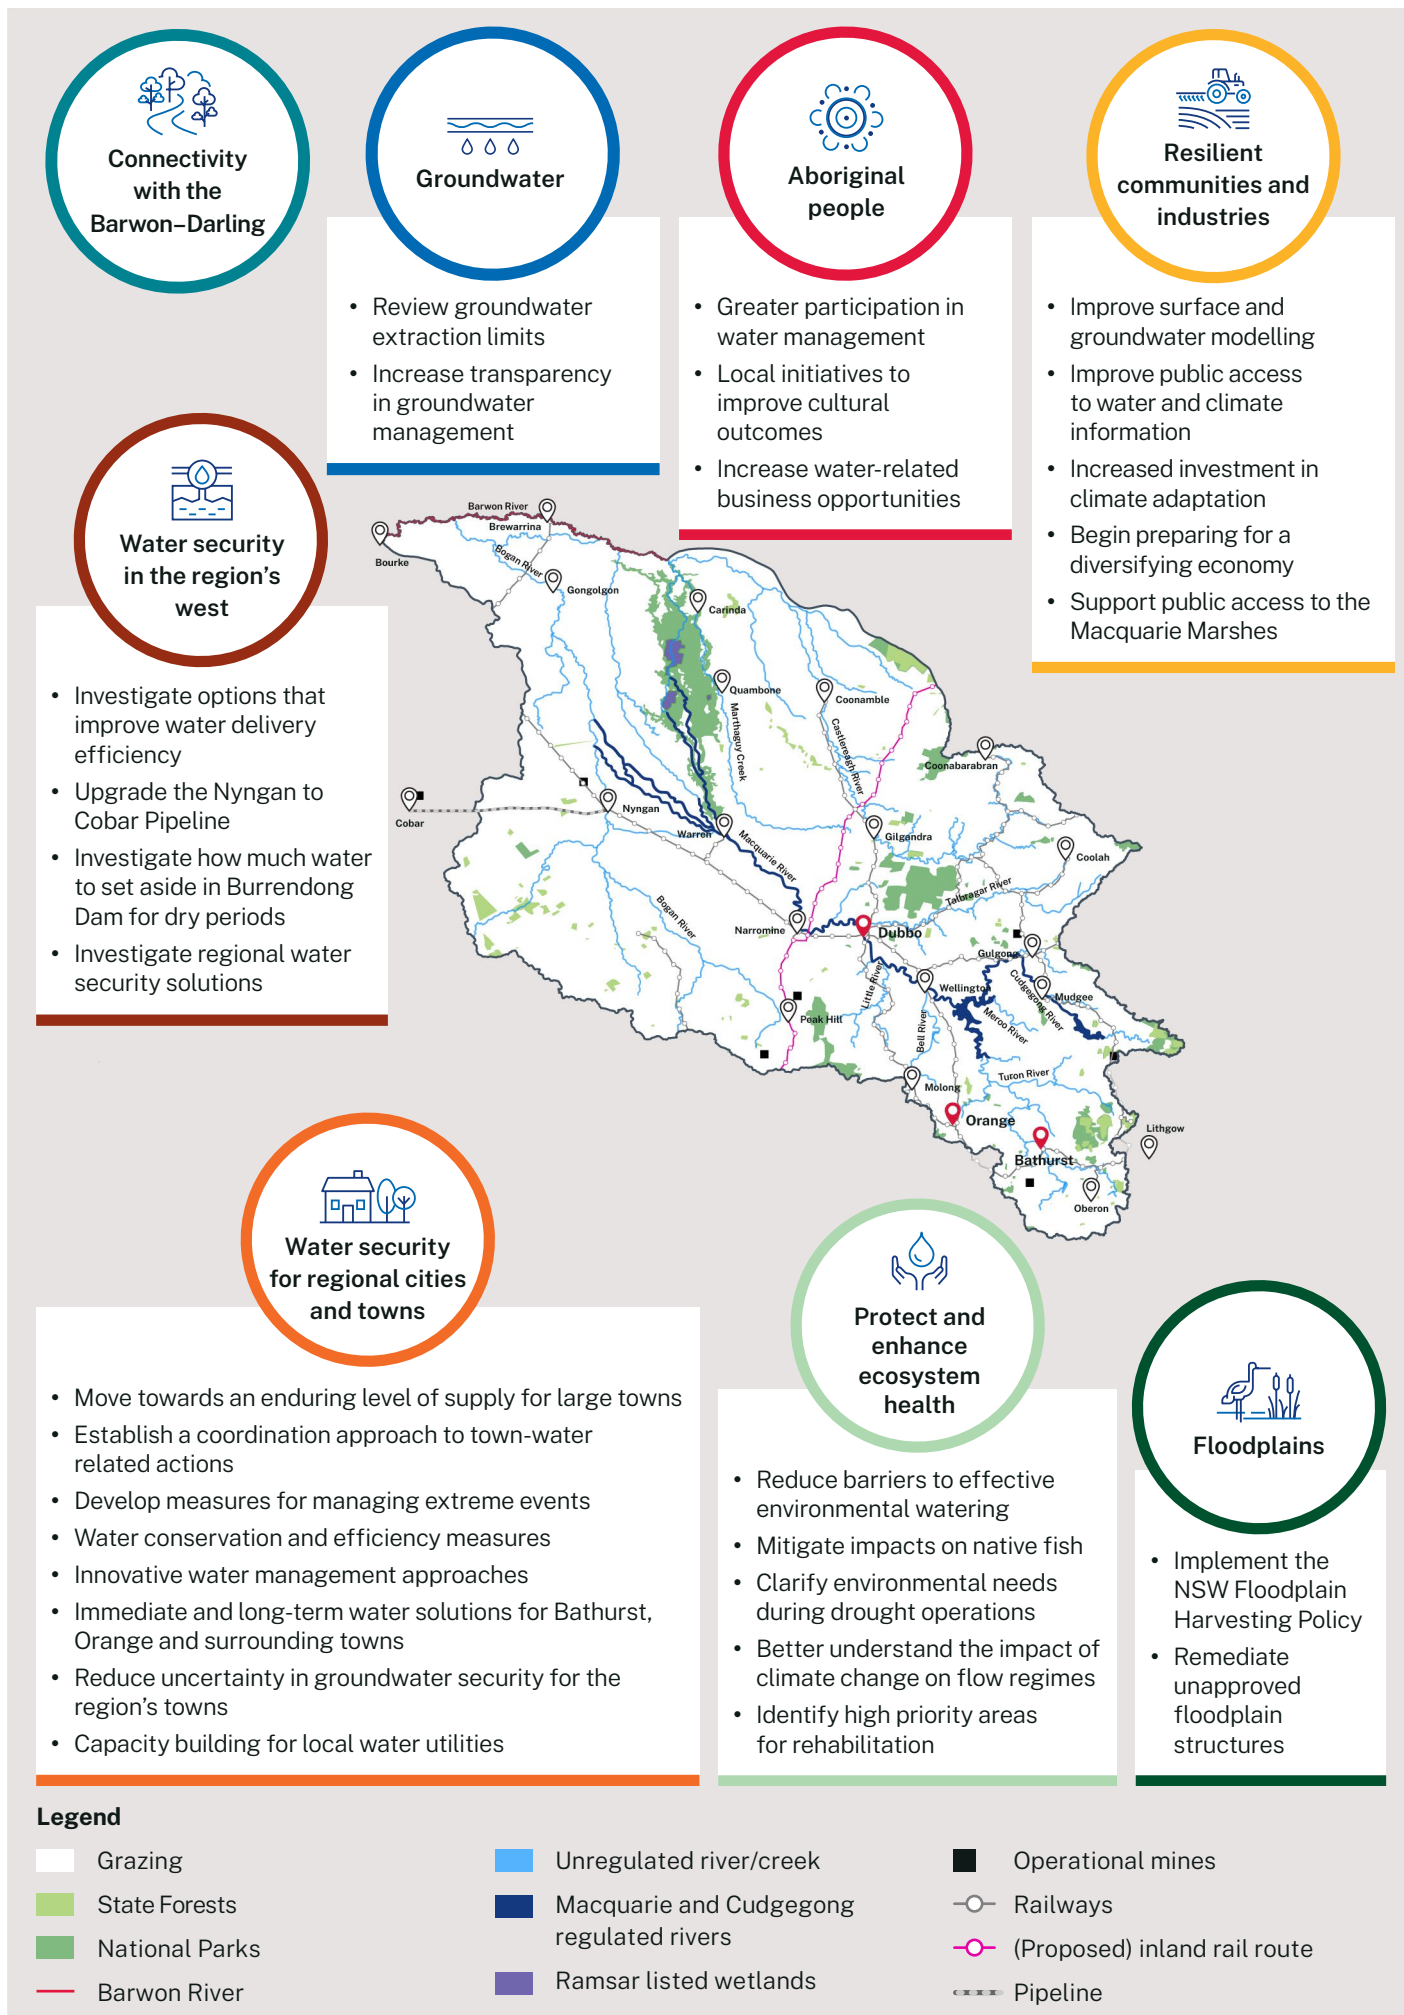 Connectivity
with the
Barwon–Darling
Groundwater
• Review groundwater
extraction limits
• Increase transparency
in groundwater
management
Aboriginal
people
• Greater participation in
water management
• Local initiatives to
improve cultural
outcomes
• Increase water-related
business opportunities
Resilient
communities and
industries
• Improve surface and
groundwater modelling
• Improve public access
to water and climate
information
• Increased investment in
climate adaptation
• Begin preparing for a
diversifying economy
• Support public access to the
Macquarie Marshes
Water security
in the region's
west
• Investigate options that
improve water delivery
efficiency
• Upgrade the Nyngan to
Cobar Pipeline
• Investigate how much water
to set aside in Burrendong
Dam for dry periods
• Investigate regional water
security solutions
Barwon River
Brewarrina
Bourke
Bogan River
Gongolgon
Carinda
Quambone
Coonamble
Marthaguy Creek
Castlereagh River
Coonabarabran
Cobar
Nyngan
Warren
Macquarie River
Gilgandra
Coolah
Talbragar River
Bogan River
Narromine
Dubbo
Gulgong
Little River
Wellington
Cudgegong River
Mudgee
Meroo River
Peak Hill
Bell River
Turon River
Molong
Orange
Lithgow
Bathurst
Oberon
Water security
for regional cities
and towns
• Move towards an enduring level of supply for large towns
• Establish a coordination approach to town-water
related actions
• Develop measures for managing extreme events
• Water conservation and efficiency measures
• Innovative water management approaches
• Immediate and long-term water solutions for Bathurst,
Orange and surrounding towns
• Reduce uncertainty in groundwater security for the
region's towns
• Capacity building for local water utilities
Protect and
enhance
ecosystem
health
• Reduce barriers to effective
environmental watering
• Mitigate impacts on native fish
• Clarify environmental needs
during drought operations
• Better understand the impact of
climate change on flow regimes
• Identify high priority areas
for rehabilitation
Floodplains
• Implement the
NSW Floodplain
Harvesting Policy
• Remediate
unapproved
floodplain
structures
Legend
Grazing
State Forests
National Parks
Barwon River
Unregulated river/creek
Macquarie and Cudgegong
regulated rivers
Ramsar listed wetlands
Operational mines
Railways
(Proposed) inland rail route
Pipeline